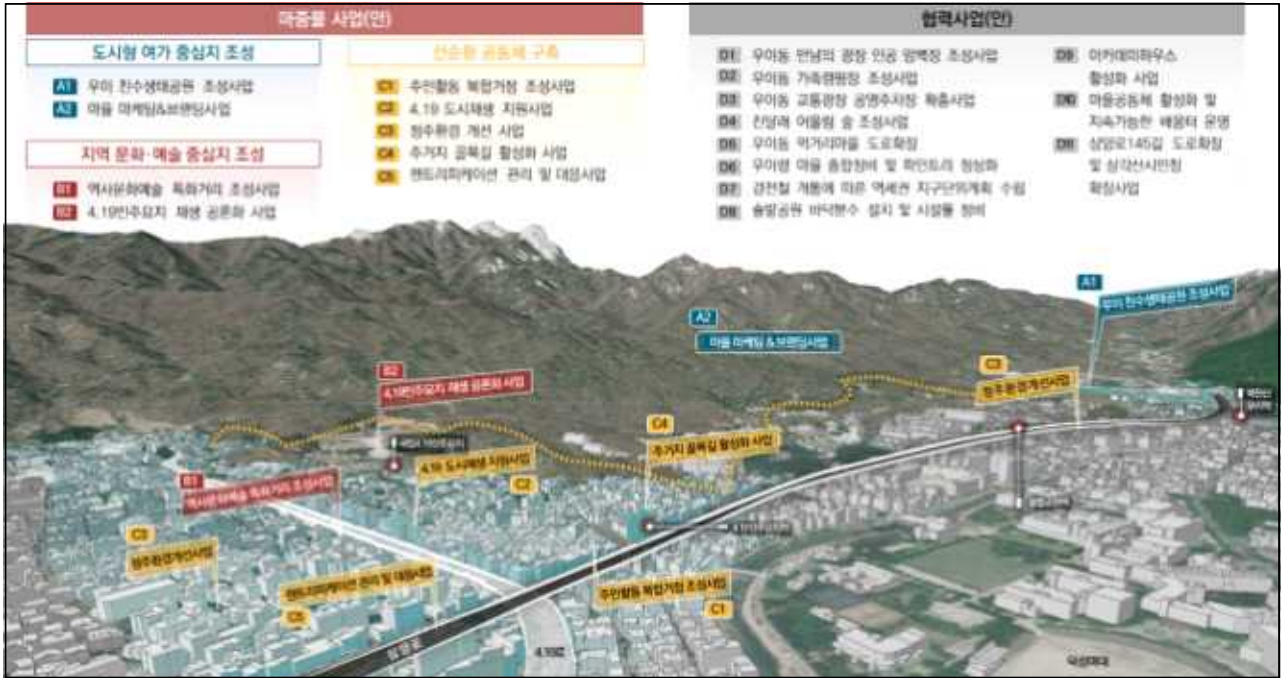 마중물 사업(안)
도시형 여가 중심지 조성
A1 우이 친수생태공원 조성사업
A2 마을 마케팅&브랜딩사업
지역 문화·예술 중심지 조성
B1 역사문화예술 특화거리 조성사업
B2 4.19민주묘지 재생 공론화 사업
선순환 공동체 구축
C1 주민활동 복합거점 조성사업
C2 4.19 도시재생 지원사업
C3 정주환경 개선 사업
C4 주거지 골목길 활성화 사업
C5 젠트리피케이션 관리 및 대응사업
협력사업(안)
D1 우이동 만남의 광장 인공 암벽장 조성사업
D2 우이동 가족캠핑장 조성사업
D3 우이동 교통광장 공영주차장 확충사업
D4 진달래 어울림 숲 조성사업
D5 우이동 먹거리마을 도로확장
D6 우이령 마을 종합정비 및 파인트리 정상화
D7 경전철 개통에 따른 역세권 지구단위계획 수립
D8 솔밭공원 바닥분수 설치 및 시설물 정비
D9 아카데미하우스
활성화 사업
D10 마을공동체 활성화 및
지속가능한 배움터 운영
D11 삼양로145길 도로확장
및 삼각산시민청
확장사업
A1
우이 친수생태공원 조성사업
A2
마을 마케팅 & 브랜딩사업
C3
정주환경개선사업
B2
4.19민주묘지 재생 공론화 사업
C4
주거지 골목길 활성화 사업
4.19 도시재생 지원사업
C2
B1
역사문화예술 특화거리 조성사업
C3
정주환경개선사업
젠트리피케이션 관리 및 대응사업
C5
주민활동 복합거점 조성사업
C1
삼양로
4.19로
덕성여대